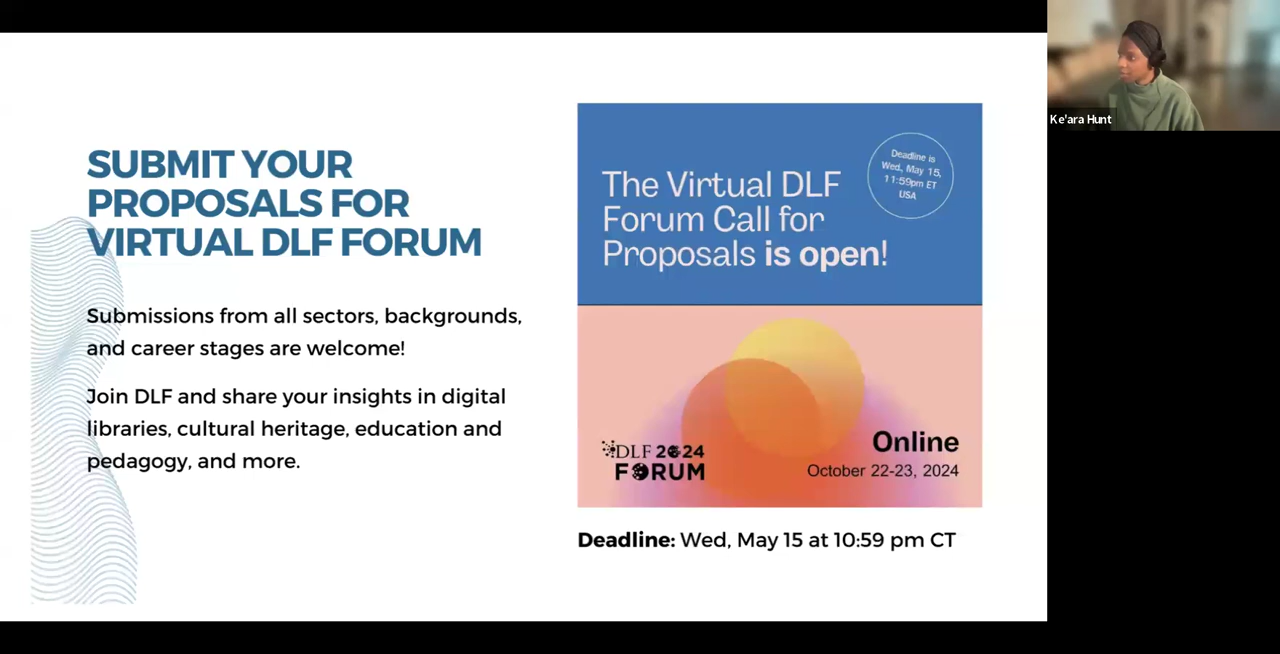 SUBMIT YOUR
PROPOSALS FOR
VIRTUAL DLF FORUM
Submissions from all sectors, backgrounds,
and career stages are welcome!
Join DLF and share your insights in digital
libraries, cultural heritage, education and
pedagogy, and more.
The Virtual DLF
Forum Call for
Proposals is open!
Deadline is
Wed, May 15,
11:59pm ET
USA
DLF 2024
FORUM
Online
October 22-23, 2024
Deadline: Wed, May 15 at 10:59 pm CT
Ke'ara Hunt